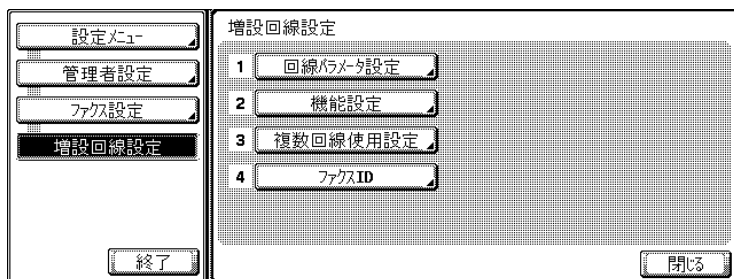 設定ﾒﾆｭｰ
管理者設定
ﾌｧｸｽ設定
増設回線設定
終了
増設回線設定
1 回線ﾊﾟﾗﾒｰﾀ設定
2 機能設定
3 複数回線使用設定
4 ﾌｧｸｽID
閉じる